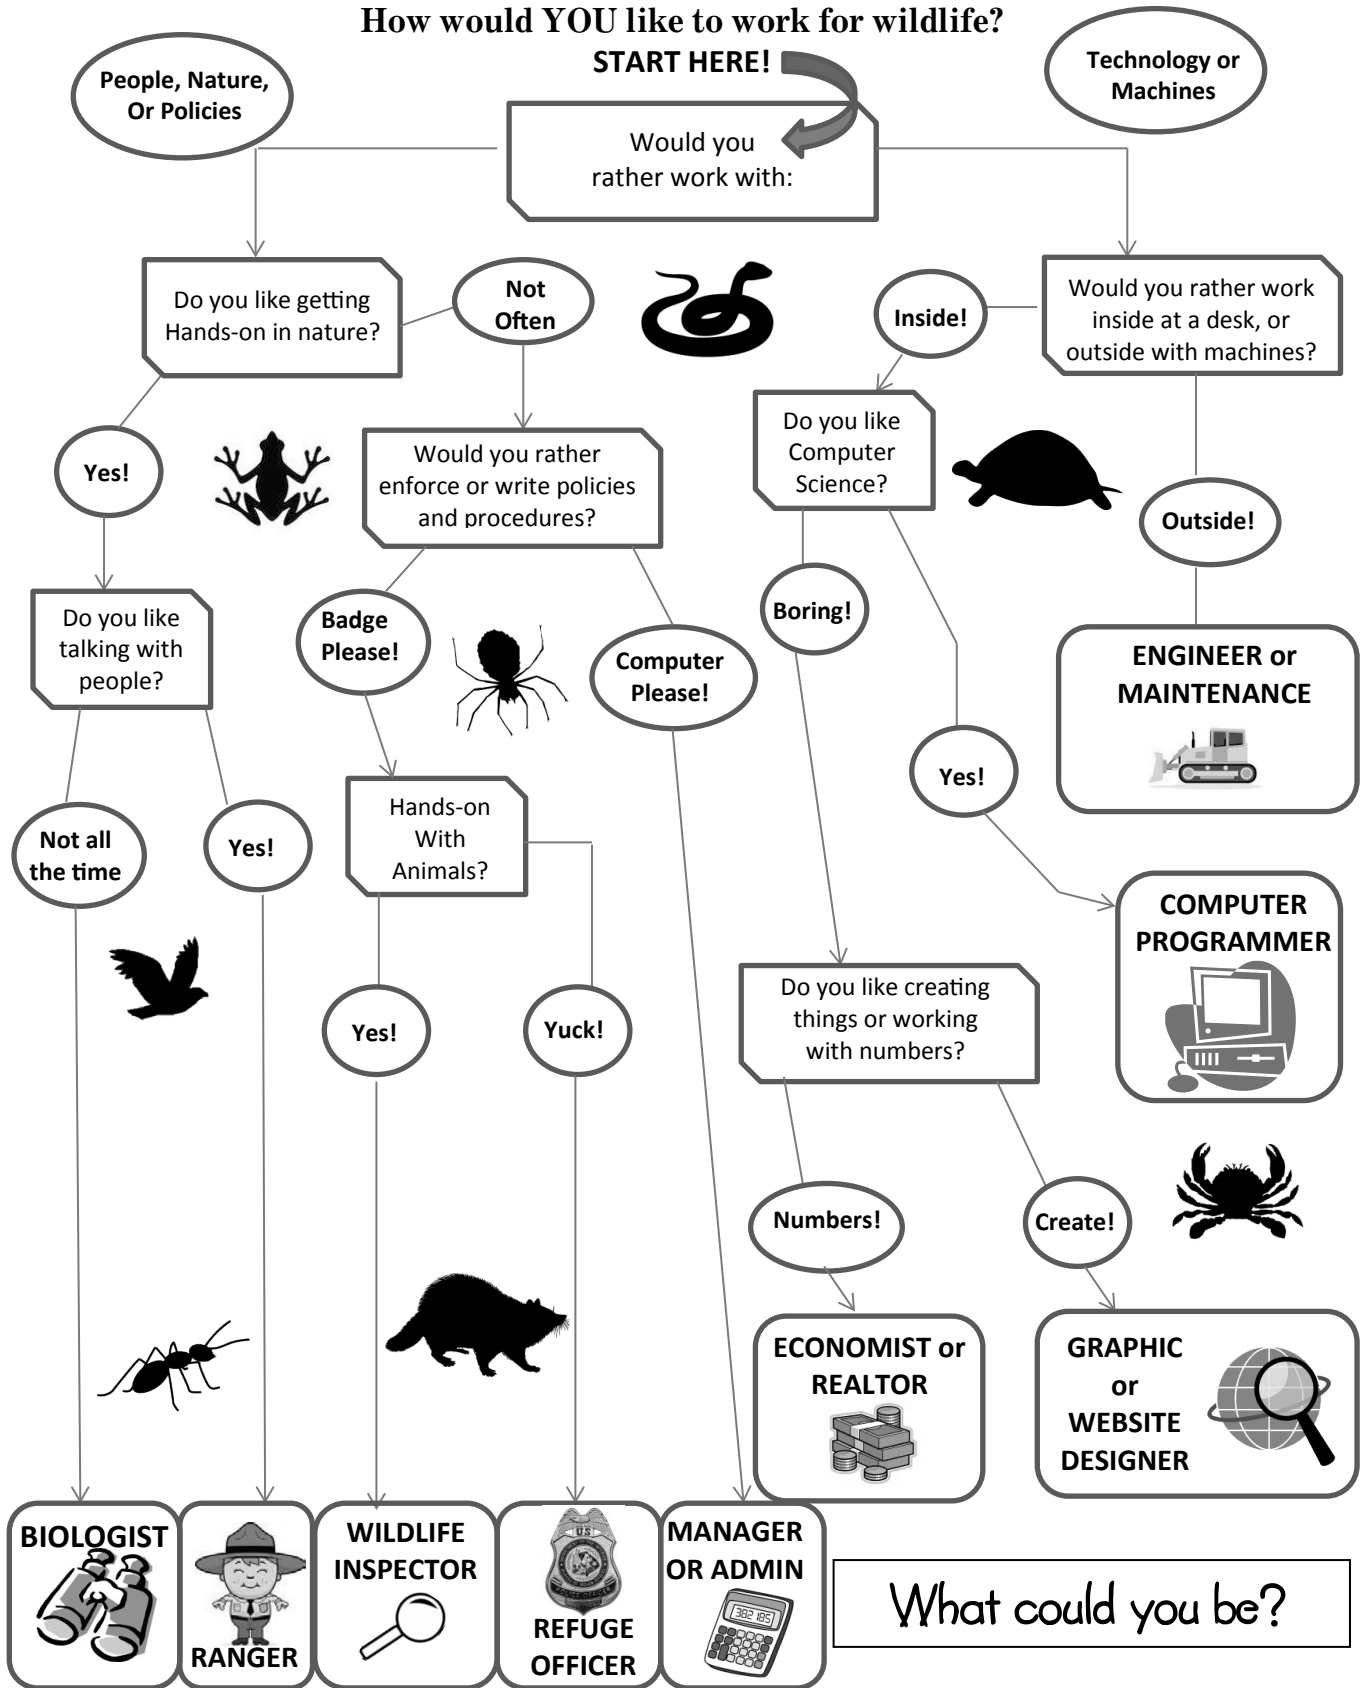 How would YOU like to work for wildlife?
START HERE!
People, Nature,
Or Policies
Technology or
Machines
Would you
rather work with:
Do you like getting
Hands-on in nature?
Not
Often
Inside!
Would you rather work
inside at a desk, or
outside with machines?
Yes!
Would you rather
enforce or write policies
and procedures?
Do you like
Computer
Science?
Outside!
Do you like
talking with
people?
Badge
Please!
Computer
Please!
Boring!
ENGINEER or
MAINTENANCE
Yes!
Not all
the time
Yes!
Hands-on
With
Animals?
COMPUTER
PROGRAMMER
Yes!
Yuck!
Do you like creating
things or working
with numbers?
Numbers!
Create!
ECONOMIST or
REALTOR
GRAPHIC
or
WEBSITE
DESIGNER
BIOLOGIST
RANGER
WILDLIFE
INSPECTOR
US
REFUGE
OFFICER
MANAGER
OR ADMIN
382 185
What could you be?